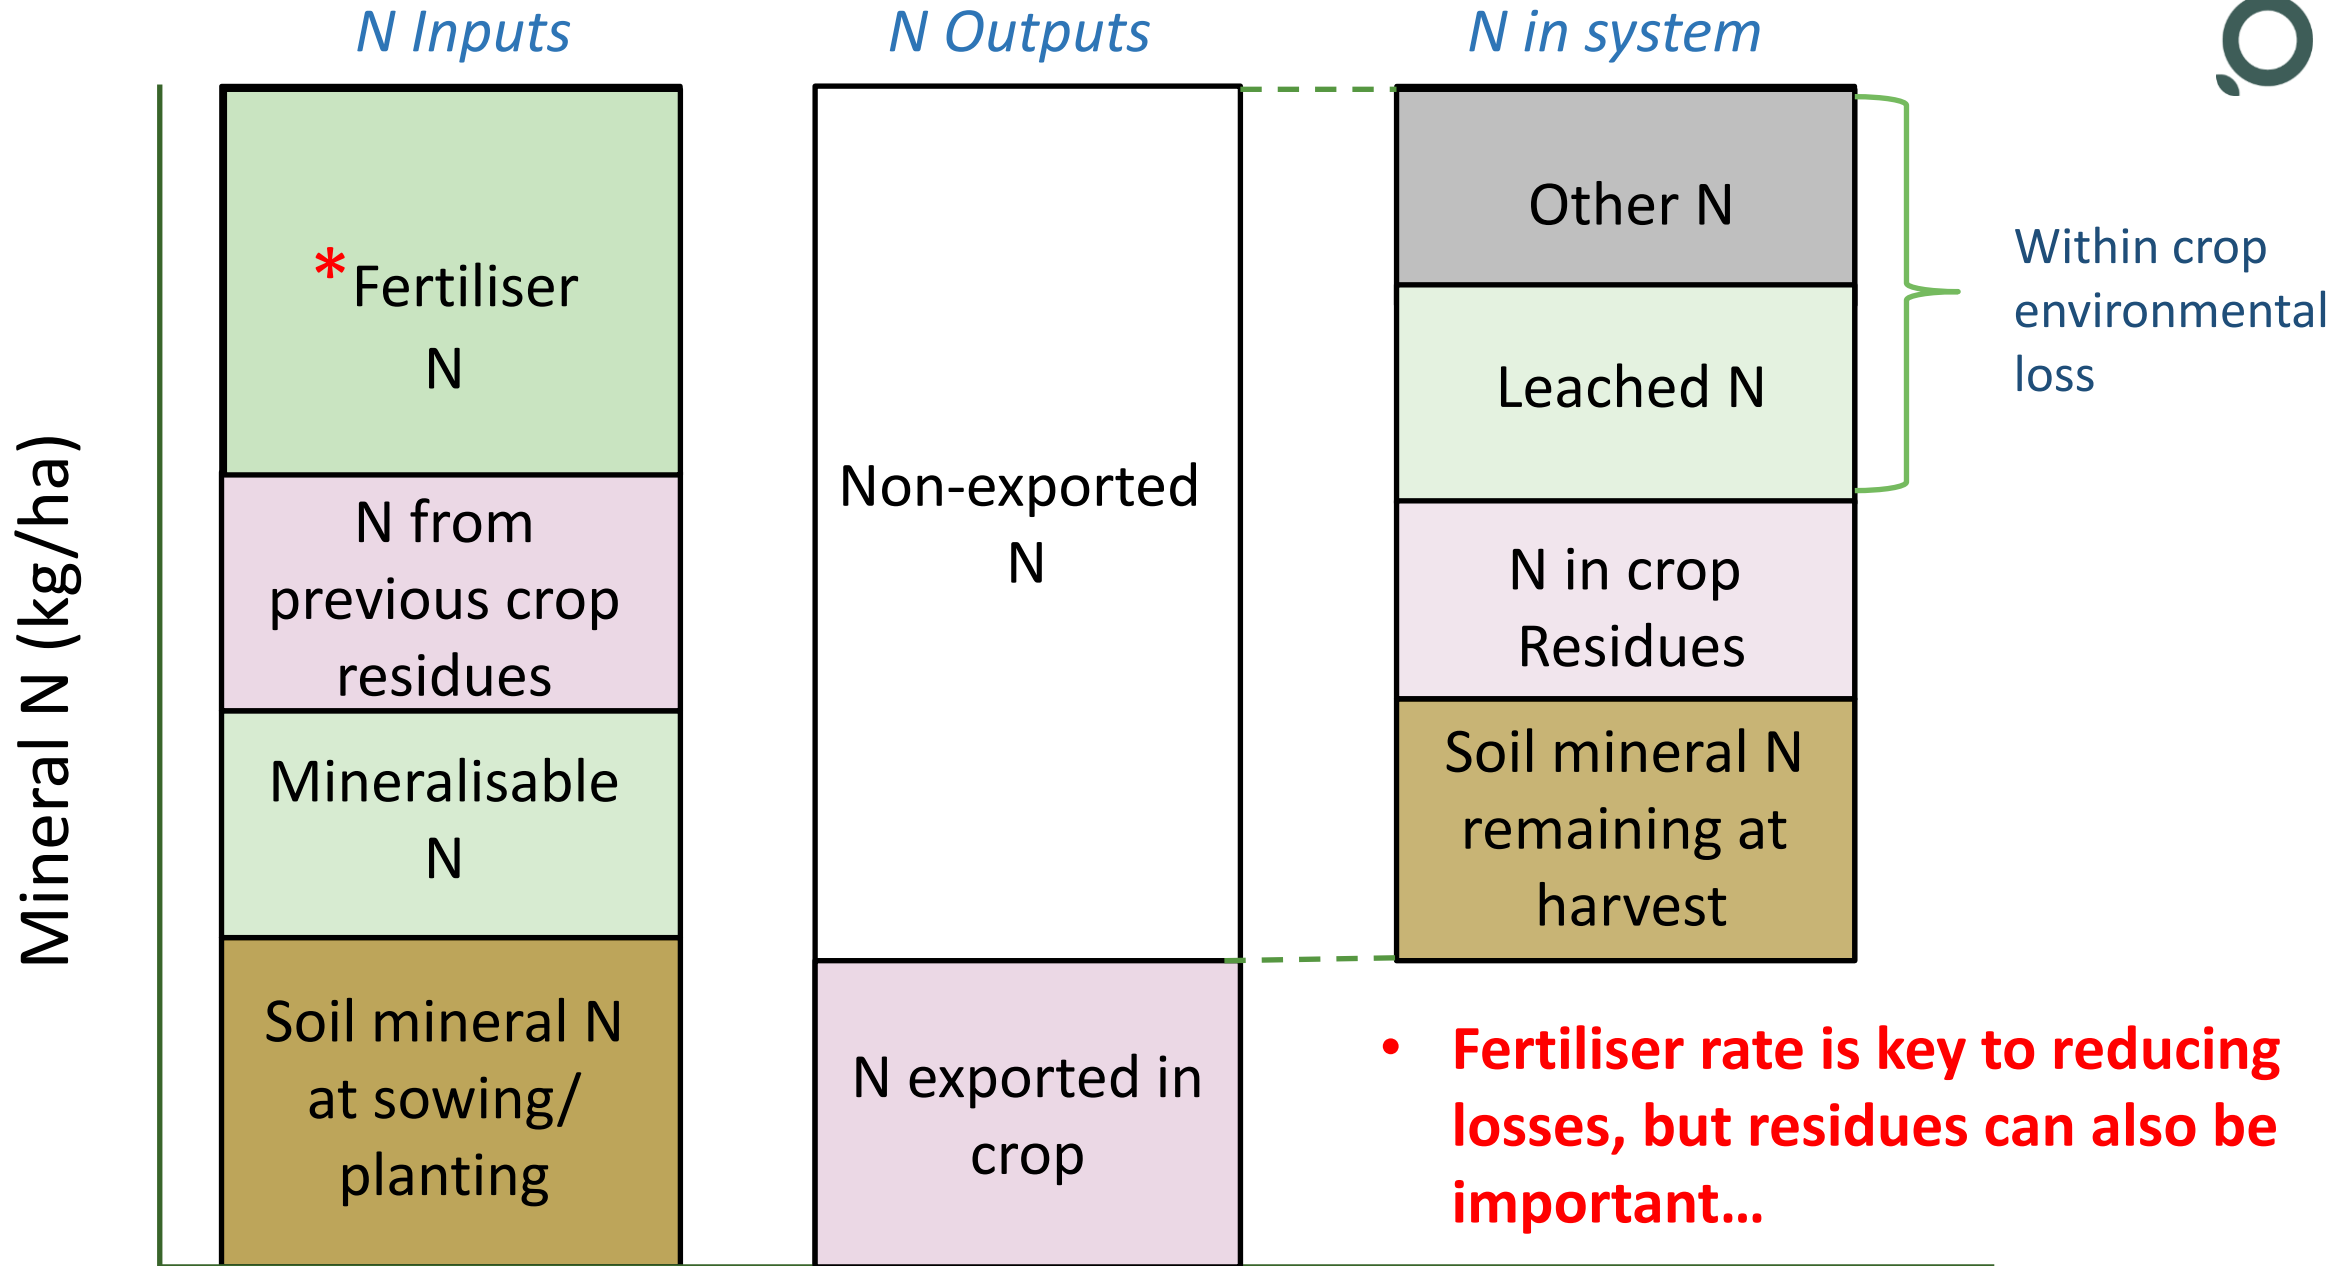 N Inputs
N Outputs
N in system
Mineral N (kg/ha)
*Fertiliser
N
N from
previous crop
residues
Mineralisable
N
Soil mineral N
at sowing/
planting
Non-exported
N
N exported in
crop
Other N
Leached N
N in crop
Residues
Soil mineral N
remaining at
harvest
Within crop
environmental
loss
• Fertiliser rate is key to reducing
losses, but residues can also be
important...